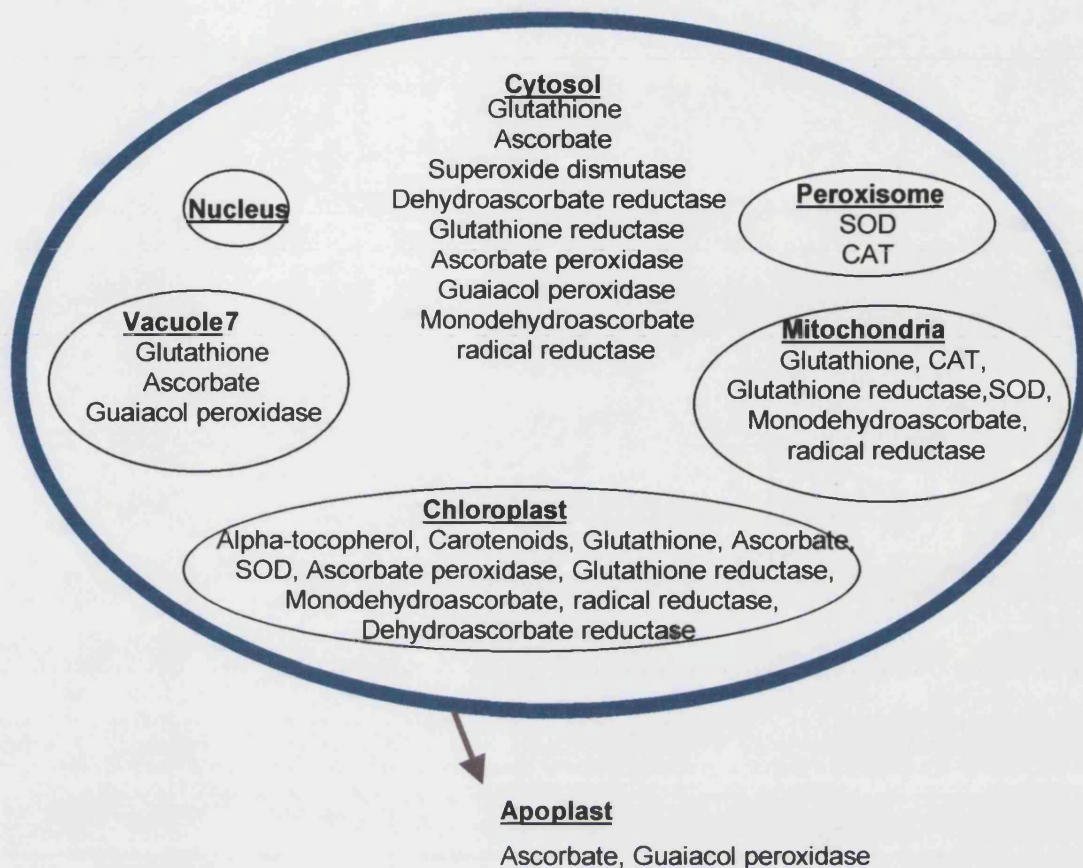 Cytosol
Glutathione
Ascorbate
Superoxide dismutase
Dehydroascorbate reductase
Glutathione reductase
Ascorbate peroxidase
Guaiacol peroxidase
Monodehydroascorbate
radical reductase
Nucleus
Peroxisome
SOD
CAT
Vacuole7
Glutathione
Ascorbate
Guaiacol peroxidase
Mitochondria
Glutathione, CAT,
Glutathione reductase,SOD,
Monodehydroascorbate,
radical reductase
Chloroplast
Alpha-tocopherol, Carotenoids, Glutathione, Ascorbate,
SOD, Ascorbate peroxidase, Glutathione reductase,
Monodehydroascorbate, radical reductase,
Dehydroascorbate reductase
Apoplast
Ascorbate, Guaiacol peroxidase